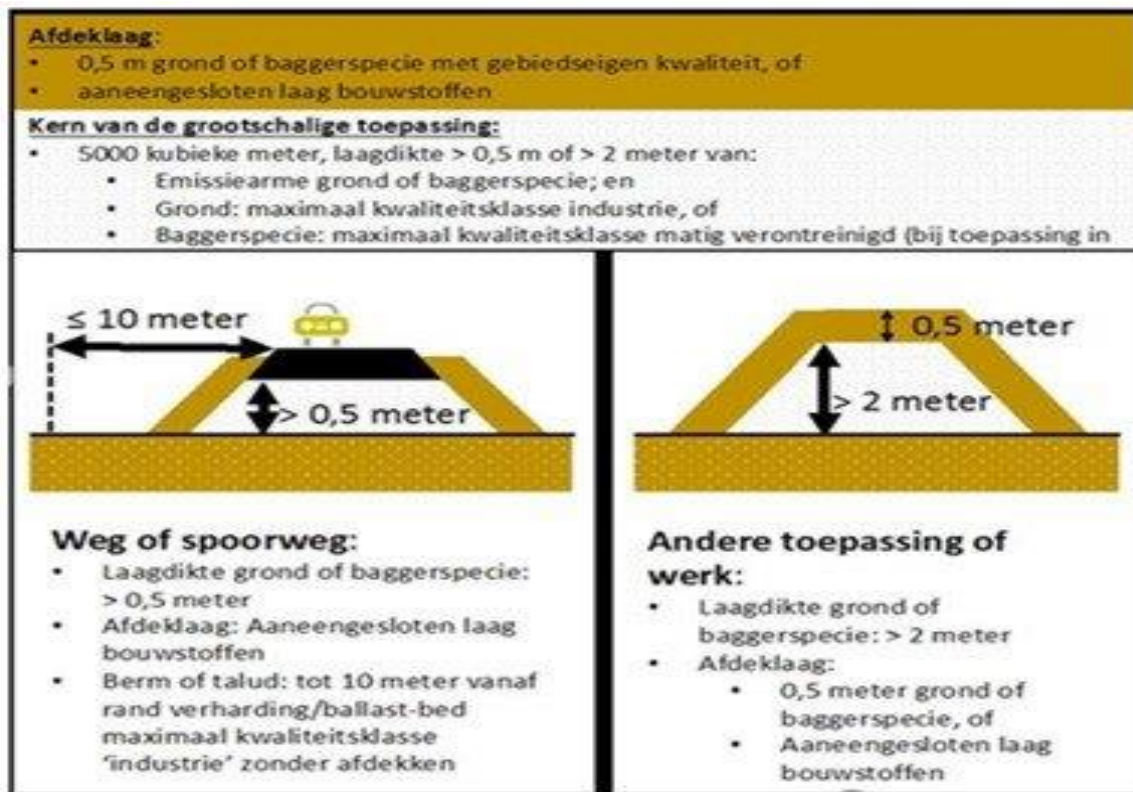 Afdeklaag:
• 0,5 m grond of baggerspecie met gebiedseigen kwaliteit, of
• aaneengesloten laag bouwstoffen
Kern van de grootschalige toepassing:
• 5000 kubieke meter, laagdikte > 0,5 m of > 2 meter van:
• Emissiearme grond of baggerspecie; en
• Grond: maximaal kwaliteitsklasse industrie, of
• Baggerspecie: maximaal kwaliteitsklasse matig verontreinigd (bij toepassing in
≤ 10 meter
> 0,5 meter
Weg of spoorweg:
• Laagdikte grond of baggerspecie:
> 0,5 meter
• Afdeklaag: Aaneengesloten laag
bouwstoffen
• Berm of talud: tot 10 meter vanaf
rand verharding/ballast-bed
maximaal kwaliteitsklasse
‘industrie’ zonder afdekken
0,5 meter
> 2 meter
Andere toepassing of
werk:
• Laagdikte grond of
baggerspecie: > 2 meter
• Afdeklaag:
• 0,5 meter grond of
baggerspecie, of
• Aaneengesloten laag
bouwstoffen